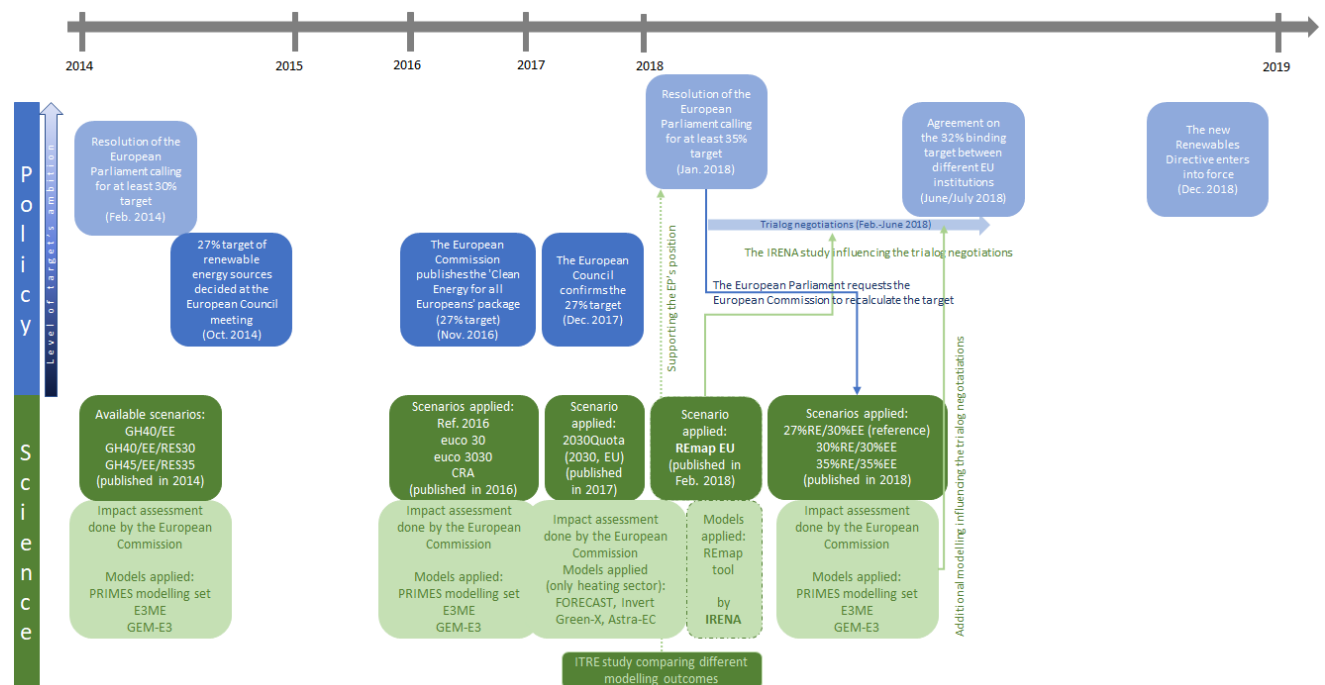 2014
2015
2016
2017
2018
2019
Policy
Level of target's ambition
Resolution of the
European
Parliament calling
for at least 30%
target
(Feb. 2014)
27% target of
renewable
energy sources
decided at the
European Council
meeting
(Oct. 2014)
The European
Commission
publishes the 'Clean
Energy for all
Europeans' package
(27% target)
(Nov. 2016)
The European
Council
confirms the
27% target
(Dec. 2017)
Resolution of the
European
Parliament calling
for at least 35%
target
(Jan. 2018)
Agreement on
the 32% binding
target between
different EU
institutions
(June/July 2018)
The new
Renewables
Directive enters
into force
(Dec. 2018)
Trialog negotiations (Feb.-June 2018)
The IRENA study influencing the trialog negotiations
The European Parliament requests the
European Commission to recalculate the target
Supporting the EP's position
Additional modelling influencing the trialog negotatiations
Science
Available scenarios:
GH40/EE
GH40/EE/RES30
GH45/EE/RES35
(published in 2014)
Impact assessment
done by the European
Commission
Models applied:
PRIMES modelling set
E3ME
GEM-E3
Scenarios applied:
Ref. 2016
euco 30
euco 3030
CRA
(published in 2016)
Impact assessment
done by the European
Commission
Models applied:
PRIMES modelling set
E3ME
GEM-E3
Scenario
applied:
2030Quota
(2030, EU)
(published
in 2017)
Impact assessment
done by the European
Commission
Models applied
(only heating sector):
FORECAST, Invert
Green-X, Astra-EC
Scenario
applied:
REmap EU
(published in
Feb. 2018)
Models
applied:
REmap
tool
by
IRENA
Scenarios applied:
27%RE/30%EE (reference)
30%RE/30%EE
35%RE/35%EE
(published in 2018)
Impact assessment
done by the European
Commission
Models applied:
PRIMES modelling set
E3ME
GEM-E3
ITRE study comparing different
modelling outcomes